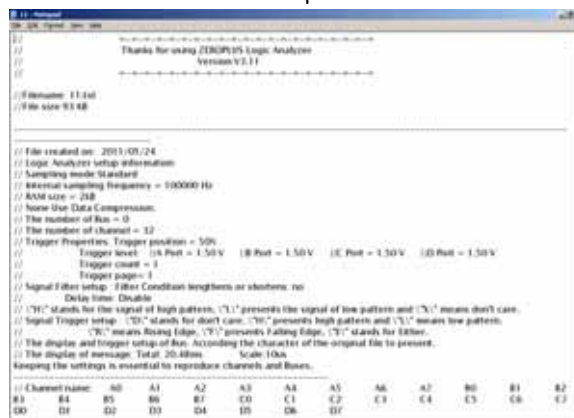 11 - Notepad
File Edit Format View Help
// +-+-+-+-+-+-+-+-+-+-+-+-+-+-+-+-+
// Thanks for using ZEROPLUS Logic Analyzer
// Version V3.11
// +-+-+-+-+-+-+-+-+-+-+-+-+-+-+-+-+
//Filename: 11.txt
//File size 93 kB
// File created on: 2011/01/24
// Logic Analyzer setup information:
// Sampling mode Standard
// Internal sampling frequency = 100000 Hz
// RAM size = 2kB
// None Use Data Compression.
// The number of Bus = 0
// The number of channel = 32
// Trigger Properties: Trigger position = 50%
// Trigger level: ||A Port = 1.50 V ||B Port = 1.50 V ||C Port = 1.50 V ||D Port = 1.50 V
// Trigger count = 1
// Trigger page= 1
// Signal Filter setup : Filter Condition lengthens or shortens: no
// Delay time: Disable
// \"H\" stands for the signal of high pattern, \"L\" presents the signal of low pattern and \"X\" means don't care.
// Signal Trigger setup : \"D\" stands for don't care, \"H\" presents high pattern and \"L\" means low pattern.
// \"R\" means Rising Edge, \"F\" presents Falling Edge, \"E\" stands for Either.
// The display and trigger setup of Bus: According the character of the original file to present.
// The display of message: Total: 20.48ms Scale:10us
Keeping the settings is essential to reproduce channels and Buses.
// Channel name: A0 A1 A2 A3 A4 A5 A6 A7 B0 B1 B2
B3 B4 B5 B6 B7 C0 C1 C2 C3 C4 C5 C6 C7
D0 D1 D2 D3 D4 D5 D6 D7